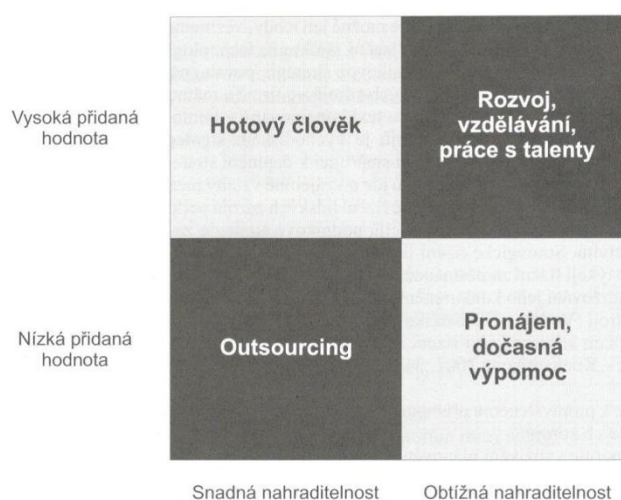 Vysoká přidaná
hodnota
Hotový člověk
Rozvoj,
vzdělávání,
práce s talenty
Nízká přidaná
hodnota
Outsourcing
Pronájem,
dočasná
výpomoc
Snadná nahraditelnost
Obtížná nahraditelnost